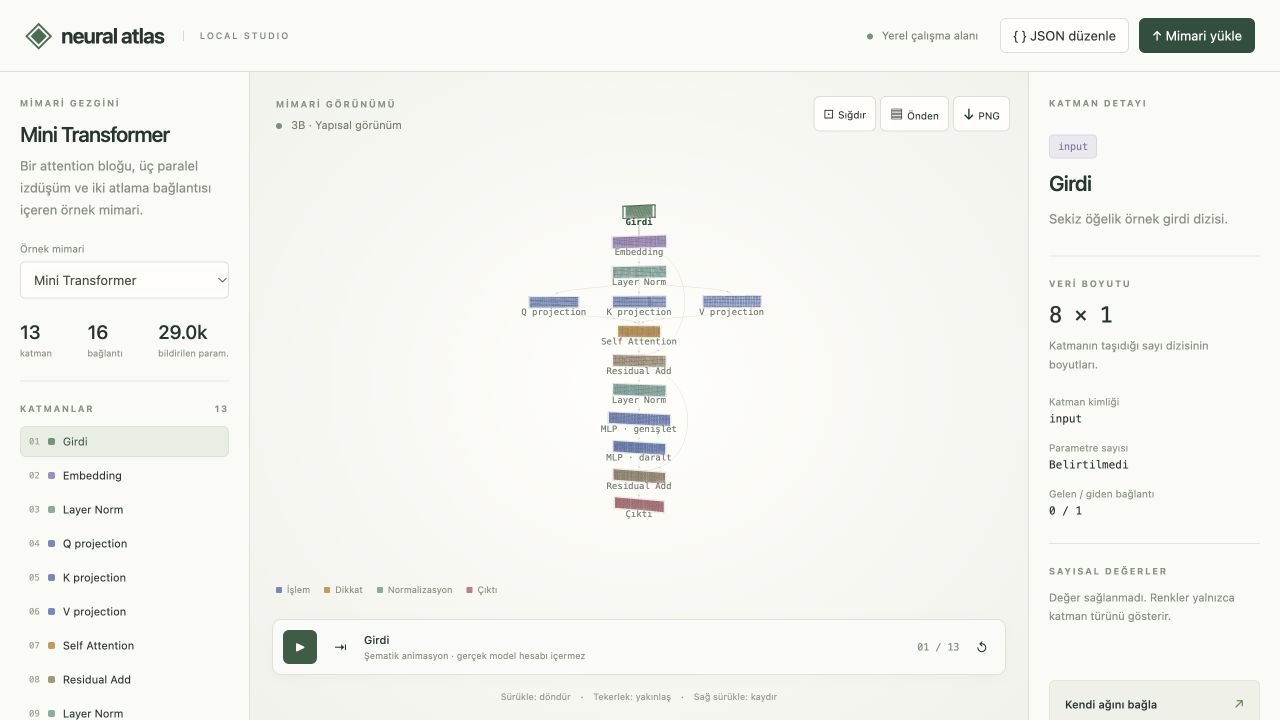 neural atlas
LOCAL STUDIO
Yerel çalışma alanı
{ } JSON düzenle
↑ Mimari yükle
MİMARİ GEZGİNİ
Mini Transformer
Bir attention bloğu, üç paralel
izdüşüm ve iki atlama bağlantısı
içeren örnek mimari.
Örnek mimari
Mini Transformer
13 16 29.0k
katman bağlantı bildirilen param.
KATMANLAR 13
01 Girdi
02 Embedding
03 Layer Norm
04 Q projection
05 K projection
06 V projection
07 Self Attention
08 Residual Add
09 Layer Norm
MİMARİ GÖRÜNÜMÜ
3B · Yapısal görünüm
Sığdır
Önden
PNG
Girdi
Embedding
Layer Norm
Q projection K projection V projection
Self Attention
Residual Add
Layer Norm
MLP · genişlet
MLP · daralt
Residual Add
Çıktı
İşlem Dikkat Normalizasyon Çıktı
Girdi
Şematik animasyon · gerçek model hesabı içermez
01 / 13
Sürükle: döndür · Tekerlek: yakınlaş · Sağ sürükle: kaydır
KATMAN DETAYI
input
Girdi
Sekiz öğelik örnek girdi dizisi.
VERİ BOYUTU
8 × 1
Katmanın taşıdığı sayı dizisinin
boyutları.
Katman kimliği
input
Parametre sayısı
Belirtilmedi
Gelen / giden bağlantı
0 / 1
SAYISAL DEĞERLER
Değer sağlanmadı. Renkler yalnızca
katman türünü gösterir.
Kendi ağını bağla ↗